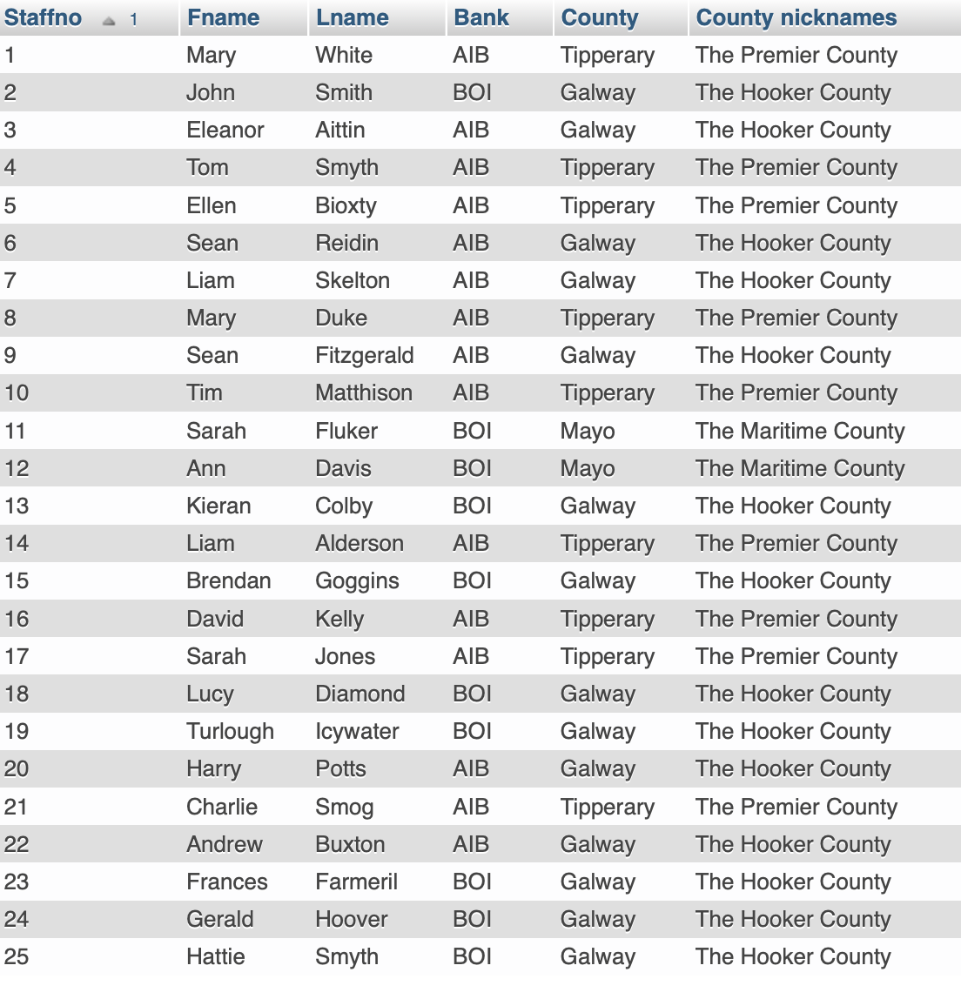 Staffno 1 Fname Lname Bank County County nicknames
1 Mary White AIB Tipperary The Premier County
2 John Smith BOI Galway The Hooker County
3 Eleanor Aittin AIB Galway The Hooker County
4 Tom Smyth AIB Tipperary The Premier County
5 Ellen Bioxty AIB Tipperary The Premier County
6 Sean Reidin AIB Galway The Hooker County
7 Liam Skelton AIB Galway The Hooker County
8 Mary Duke AIB Tipperary The Premier County
9 Sean Fitzgerald AIB Galway The Hooker County
10 Tim Matthison AIB Tipperary The Premier County
11 Sarah Fluker BOI Mayo The Maritime County
12 Ann Davis BOI Mayo The Maritime County
13 Kieran Colby BOI Galway The Hooker County
14 Liam Alderson AIB Tipperary The Premier County
15 Brendan Goggins BOI Galway The Hooker County
16 David Kelly AIB Tipperary The Premier County
17 Sarah Jones AIB Tipperary The Premier County
18 Lucy Diamond BOI Galway The Hooker County
19 Turlough Icywater BOI Galway The Hooker County
20 Harry Potts AIB Galway The Hooker County
21 Charlie Smog AIB Tipperary The Premier County
22 Andrew Buxton AIB Galway The Hooker County
23 Frances Farmeril BOI Galway The Hooker County
24 Gerald Hoover BOI Galway The Hooker County
25 Hattie Smyth BOI Galway The Hooker County